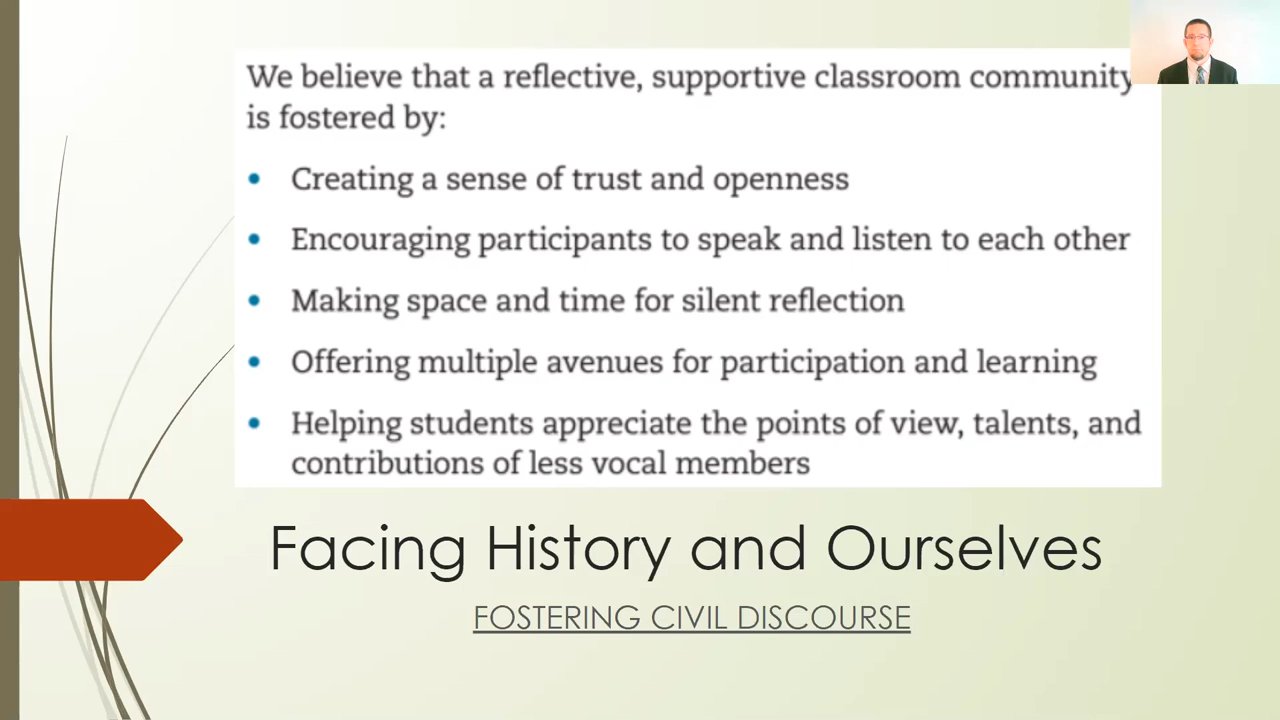 We believe that a reflective, supportive classroom community
is fostered by:
• Creating a sense of trust and openness
• Encouraging participants to speak and listen to each other
• Making space and time for silent reflection
• Offering multiple avenues for participation and learning
• Helping students appreciate the points of view, talents, and
contributions of less vocal members
Facing History and Ourselves
FOSTERING CIVIL DISCOURSE